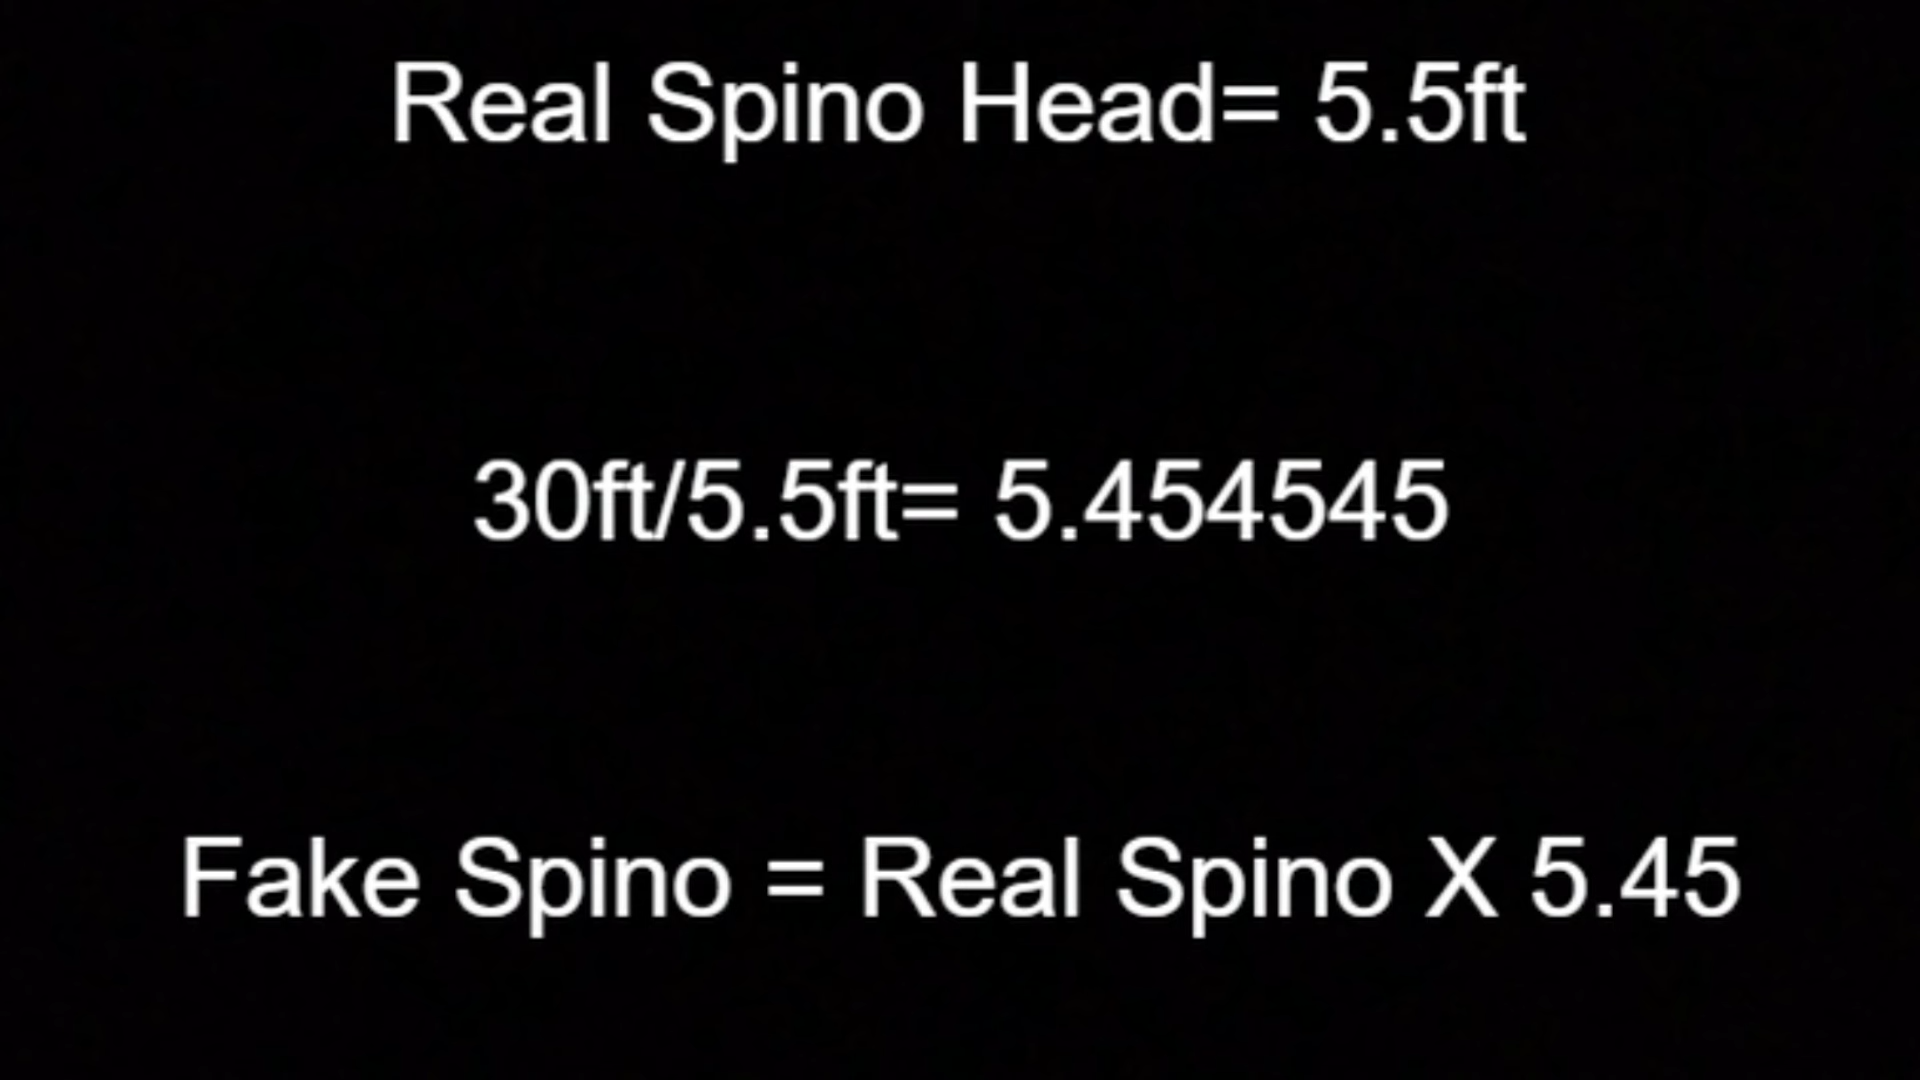 Real Spino Head= 5.5ft
30ft/5.5ft= 5.454545
Fake Spino = Real Spino X 5.45